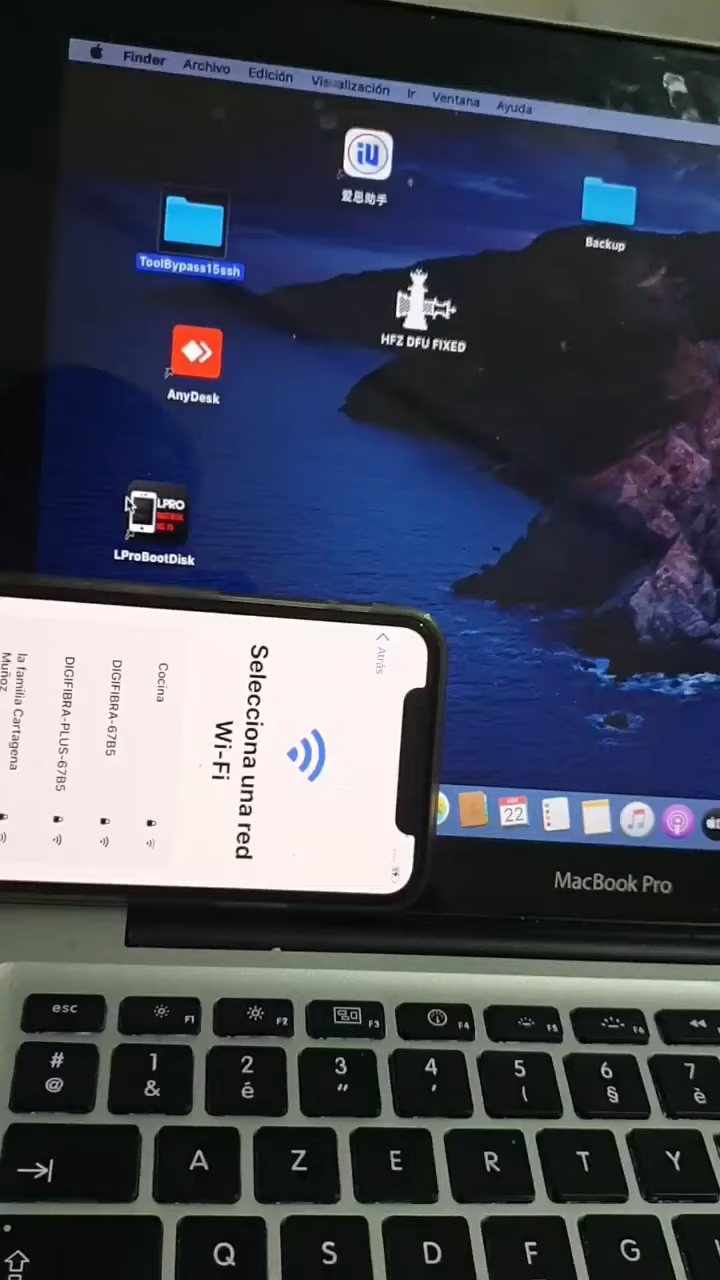 Finder Archivo Edición Visualización Ir Ventana Ayuda
iU
爱思助手
Backup
ToolBypass15ssh
HFZ DFU FIXED
AnyDesk
LPRO
LProBootDisk
Atrás
Selecciona una red
Wi-Fi
Cocina
DIGIFIBRA-67B5
DIGIFIBRA-PLUS-67B5
la familia Cartagena
Muñoz
22
MacBook Pro
esc
F1
F2
F3
F4
F5
F6
# @
1 &
2 é
3 "
4 '
5 (
6 §
7 è
A Z E R T Y
Q S D F G